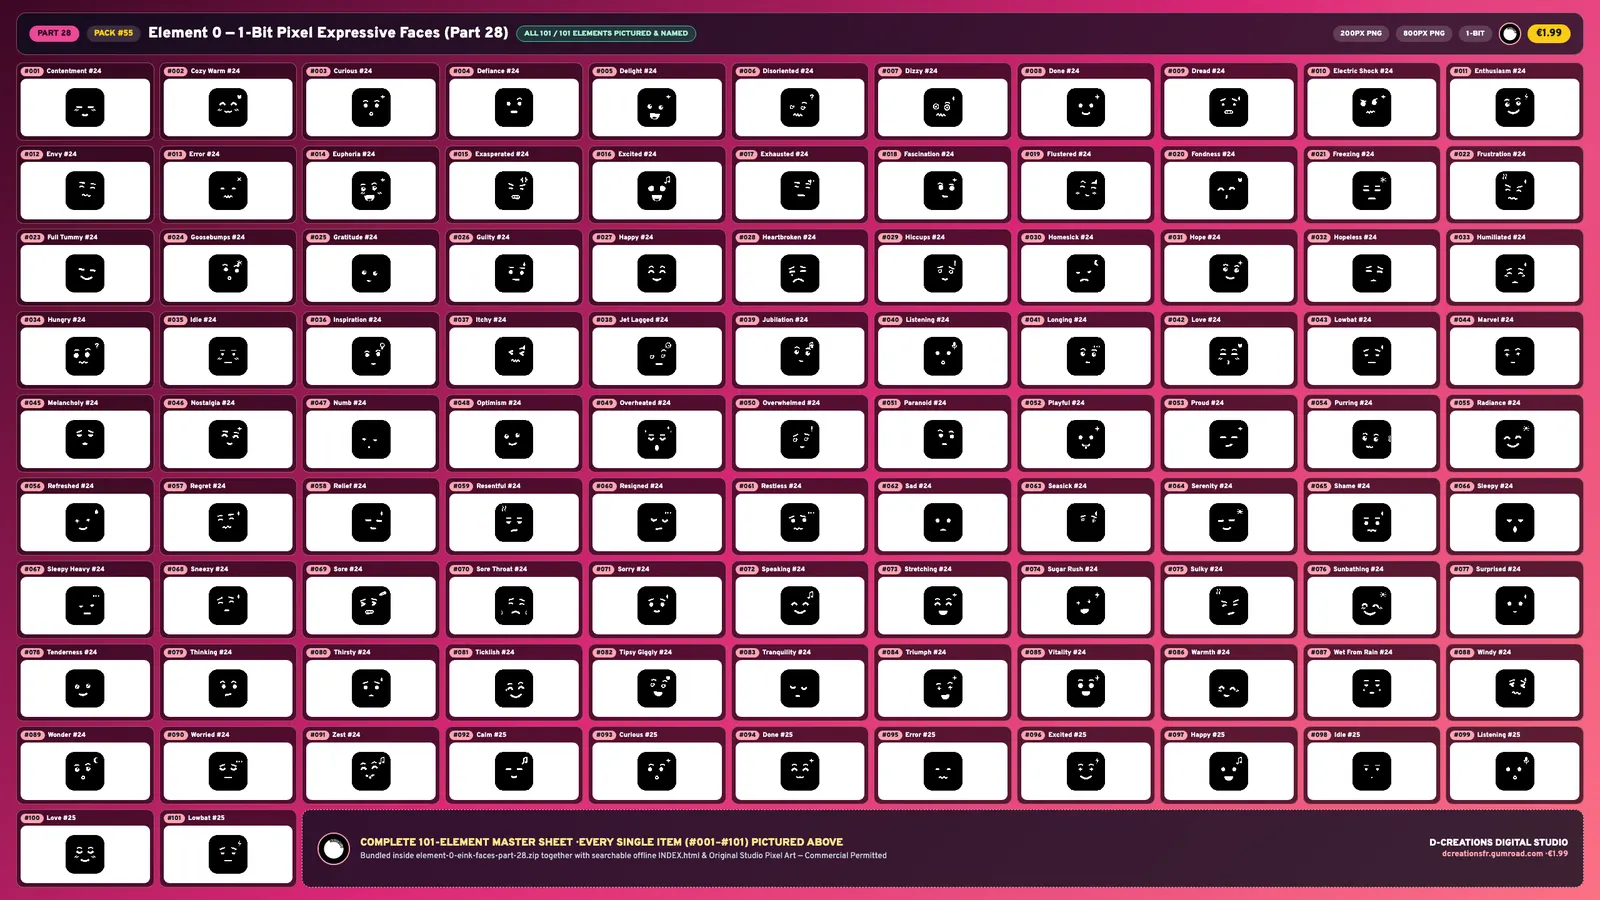 PART 28 PACK #55 Element 0 – 1-Bit Pixel Expressive Faces (Part 28) ALL 101 / 101 ELEMENTS PICTURED & NAMED 200PX PNG 800PX PNG 1-BIT €1.99
#001 Contentment #24 #002 Cozy Warm #24 #003 Curious #24 #004 Defiance #24 #005 Delight #24 #006 Disoriented #24 #007 Dizzy #24 #008 Done #24 #009 Dread #24 #010 Electric Shock #24 #011 Enthusiasm #24
#012 Envy #24 #013 Error #24 #014 Euphoria #24 #015 Exasperated #24 #016 Excited #24 #017 Exhausted #24 #018 Fascination #24 #019 Flustered #24 #020 Fondness #24 #021 Freezing #24 #022 Frustration #24
#023 Full Tummy #24 #024 Goosebumps #24 #025 Gratitude #24 #026 Guilty #24 #027 Happy #24 #028 Heartbroken #24 #029 Hiccups #24 #030 Homesick #24 #031 Hope #24 #032 Hopeless #24 #033 Humiliated #24
#034 Hungry #24 #035 Idle #24 #036 Inspiration #24 #037 Itchy #24 #038 Jet Lagged #24 #039 Jubilation #24 #040 Listening #24 #041 Longing #24 #042 Love #24 #043 Lowbat #24 #044 Marvel #24
#045 Melancholy #24 #046 Nostalgia #24 #047 Numb #24 #048 Optimism #24 #049 Overheated #24 #050 Overwhelmed #24 #051 Paranoid #24 #052 Playful #24 #053 Proud #24 #054 Purring #24 #055 Radiance #24
#056 Refreshed #24 #057 Regret #24 #058 Relief #24 #059 Resentful #24 #060 Resigned #24 #061 Restless #24 #062 Sad #24 #063 Seasick #24 #064 Serenity #24 #065 Shame #24 #066 Sleepy #24
#067 Sleepy Heavy #24 #068 Sneezy #24 #069 Sore #24 #070 Sore Throat #24 #071 Sorry #24 #072 Speaking #24 #073 Stretching #24 #074 Sugar Rush #24 #075 Sulky #24 #076 Sunbathing #24 #077 Surprised #24
#078 Tenderness #24 #079 Thinking #24 #080 Thirsty #24 #081 Ticklish #24 #082 Tipsy Giggly #24 #083 Tranquility #24 #084 Triumph #24 #085 Vitality #24 #086 Warmth #24 #087 Wet From Rain #24 #088 Windy #24
#089 Wonder #24 #090 Worried #24 #091 Zest #24 #092 Calm #25 #093 Curious #25 #094 Done #25 #095 Error #25 #096 Excited #25 #097 Happy #25 #098 Idle #25 #099 Listening #25
#100 Love #25 #101 Lowbat #25
COMPLETE 101-ELEMENT MASTER SHEET · EVERY SINGLE ITEM (#001–#101) PICTURED ABOVE
Bundled inside element-0-eink-faces-part-28.zip together with searchable offline INDEX.html & Original Studio Pixel Art — Commercial Permitted
D-CREATIONS DIGITAL STUDIO
dcreationsfr.gumroad.com · €1.99